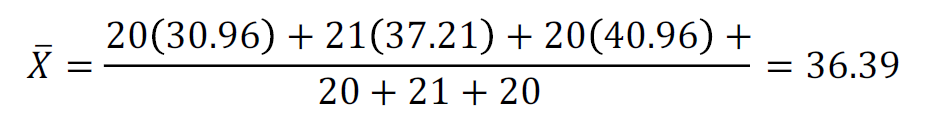 X̄ = 20(30.96) + 21(37.21) + 20(40.96) + / 20 + 21 + 20 = 36.39